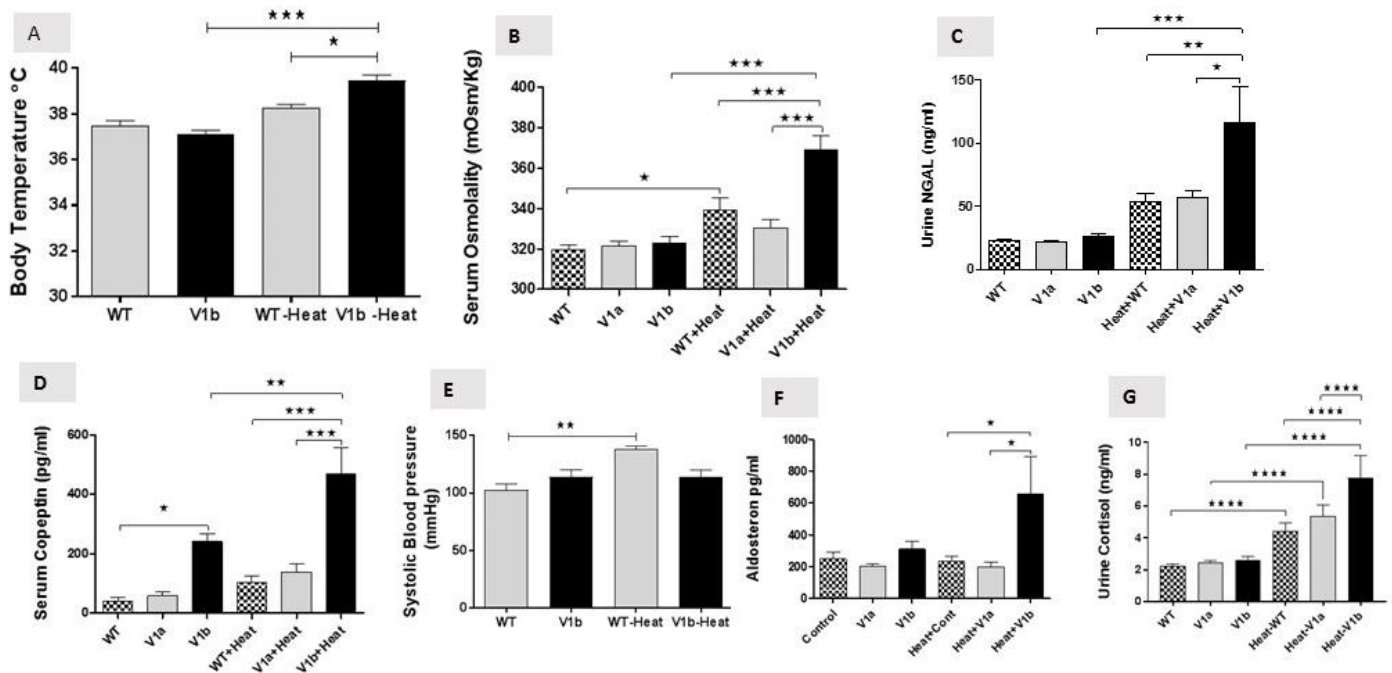 A
★★★
★
Body Temperature °C
40
38
36
34
32
30
WT
V1b
WT-Heat
V1b -Heat
B
★★★
★★★
★★★
★
Serum Osmolality (mOsm/Kg)
400
380
360
340
320
300
WT
V1a
V1b
WT+Heat
V1a+Heat
V1b+Heat
C
★★★
★★
★
Urine NGAL (ng/ml)
150
100
50
0
WT
V1a
V1b
Heat+WT
Heat+V1a
Heat+V1b
D
★★
★★★
★★★
★
Serum Copeptin (pg/ml)
600
400
200
0
WT
V1a
V1b
WT+Heat
V1a+Heat
V1b+Heat
E
★★
Systolic Blood pressure
(mmHg)
150
100
50
0
WT
V1b
WT-Heat
V1b-Heat
F
★
★
Aldosteron pg/ml
1000
800
600
400
200
0
Control
V1a
V1b
Heat+Cont
Heat+V1a
Heat+V1b
G
★★★★
★★★★
★★★★
★★★★
★★★★
Urine Cortisol (ng/ml)
10
8
6
4
2
0
WT
V1a
V1b
Heat-WT
Heat-V1a
Heat-V1b